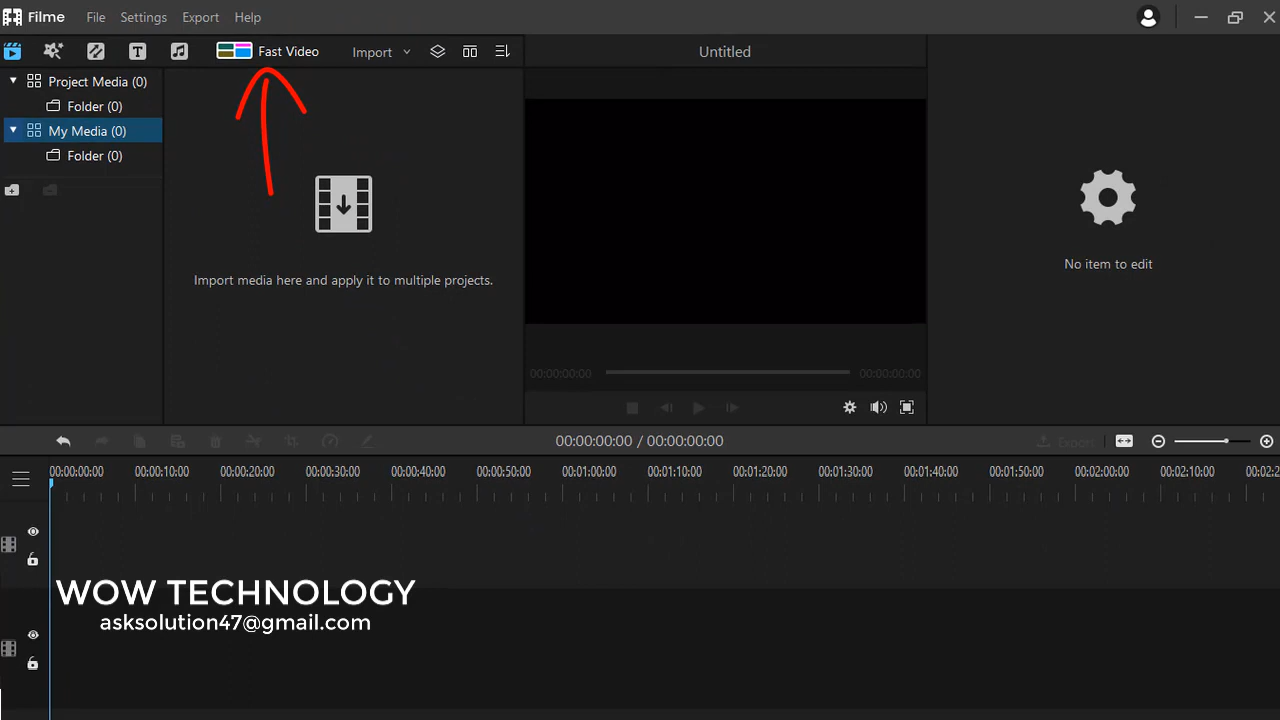 Filme File Settings Export Help
Fast Video Import Untitled
Project Media (0)
Folder (0)
My Media (0)
Folder (0)
Import media here and apply it to multiple projects.
No item to edit
00:00:00:00 00:00:00:00
00:00:00:00 / 00:00:00:00 Export
00:00:00:00 00:00:10:00 00:00:20:00 00:00:30:00 00:00:40:00 00:00:50:00 00:01:00:00 00:01:10:00 00:01:20:00 00:01:30:00 00:01:40:00 00:01:50:00 00:02:00:00 00:02:10:00 00:02:2
WOW TECHNOLOGY
asksolution47@gmail.com